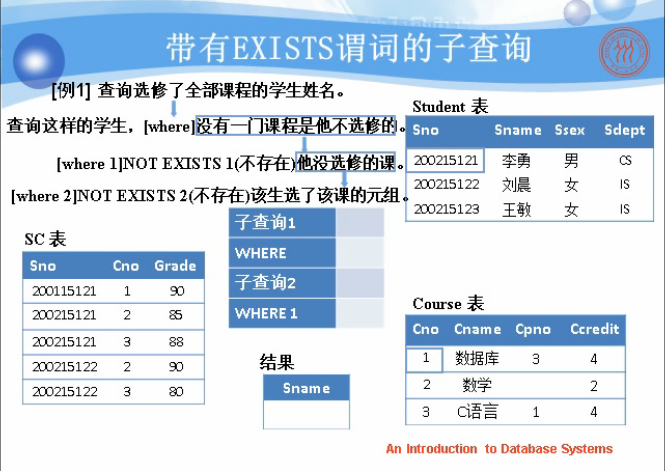 带有EXISTS谓词的子查询
[例1] 查询选修了全部课程的学生姓名。
查询这样的学生，[where]没有一门课程是他不选修的。
[where 1]NOT EXISTS 1(不存在)他没选修的课。
[where 2]NOT EXISTS 2(不存在)该生选了该课的元组。
Student 表
Sno Sname Ssex Sdept
200215121 李勇 男 CS
200215122 刘晨 女 IS
200215123 王敏 女 IS
SC 表
Sno Cno Grade
200115121 1 90
200215121 2 85
200215121 3 88
200215122 2 90
200215122 3 80
子查询1
WHERE
子查询2
WHERE 1
结果
Sname
Course 表
Cno Cname Cpno Ccredit
1 数据库 3 4
2 数学 2
3 C语言 1 4
An Introduction to Database Systems